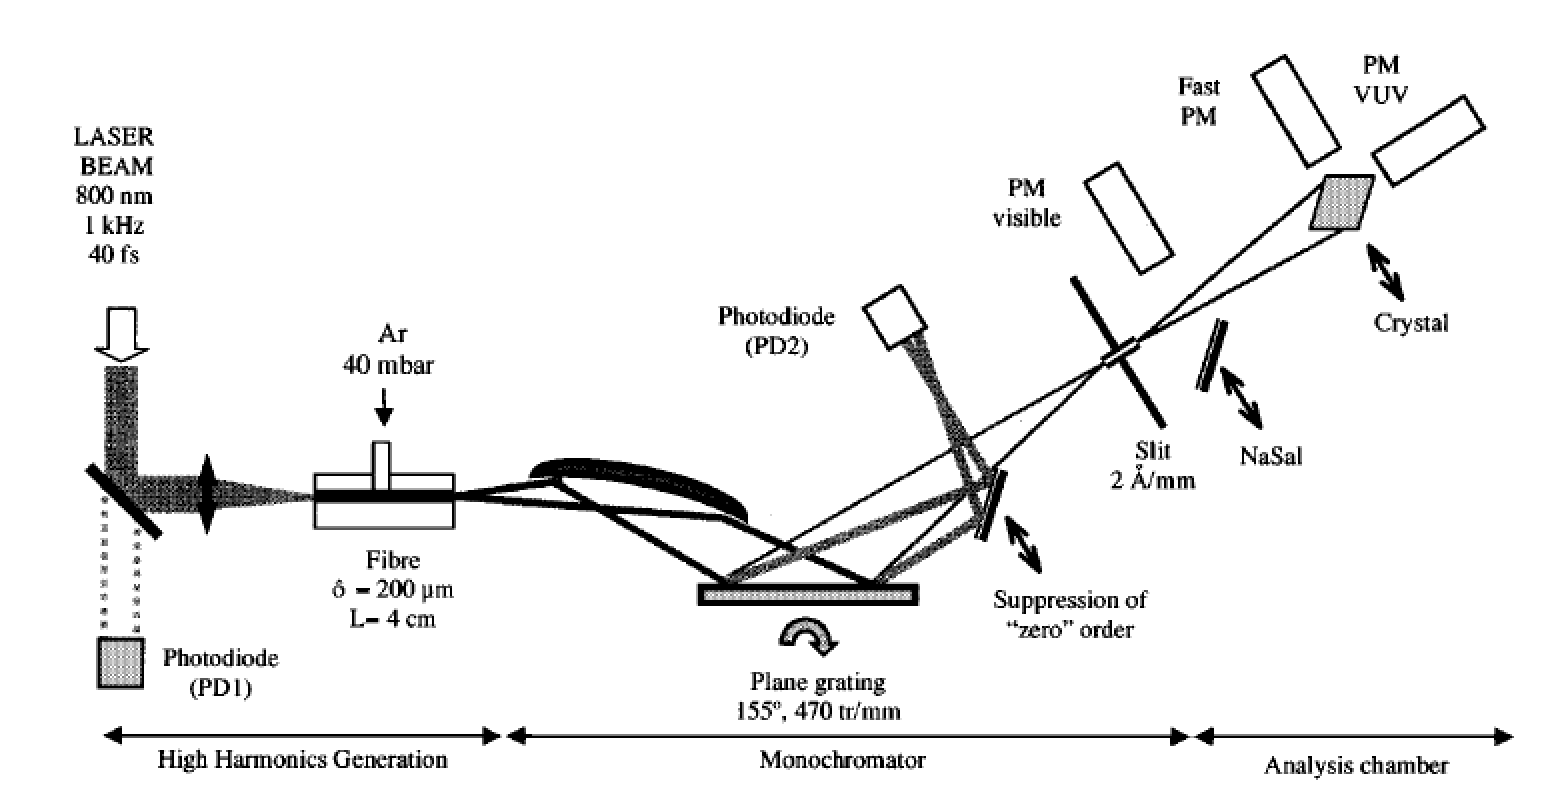 LASER
BEAM
800 nm
1 kHz
40 fs
Ar
40 mbar
Fibre
ô = 200 µm
L= 4 cm
Photodiode
(PD1)
Photodiode
(PD2)
PM
visible
Fast
PM
PM
VUV
Crystal
NaSal
Slit
2 Å/mm
Suppression of
“zero” order
Plane grating
155º, 470 tr/mm
High Harmonics Generation
Monochromator
Analysis chamber